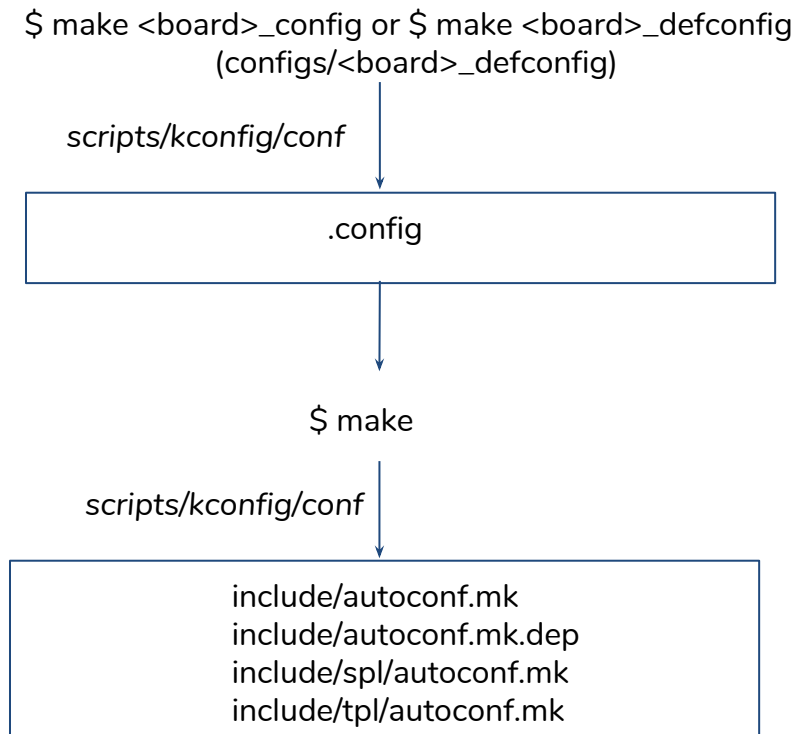 $ make <board>_config or $ make <board>_defconfig
(configs/<board>_defconfig)
scripts/kconfig/conf
.config
$ make
scripts/kconfig/conf
include/autoconf.mk
include/autoconf.mk.dep
include/spl/autoconf.mk
include/tpl/autoconf.mk